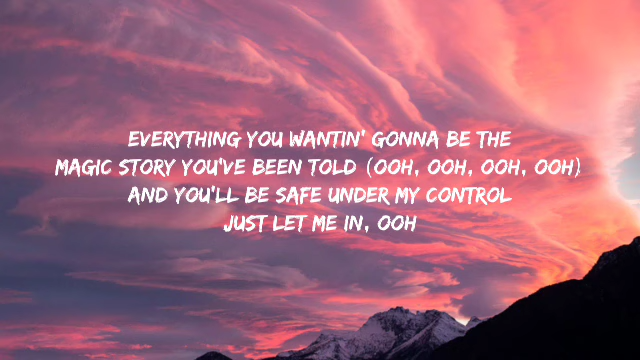 EVERYTHING YOU WANTIN' GONNA BE THE
MAGIC STORY YOU'VE BEEN TOLD (OOH, OOH, OOH, OOH)
AND YOU'LL BE SAFE UNDER MY CONTROL
JUST LET ME IN, OOH